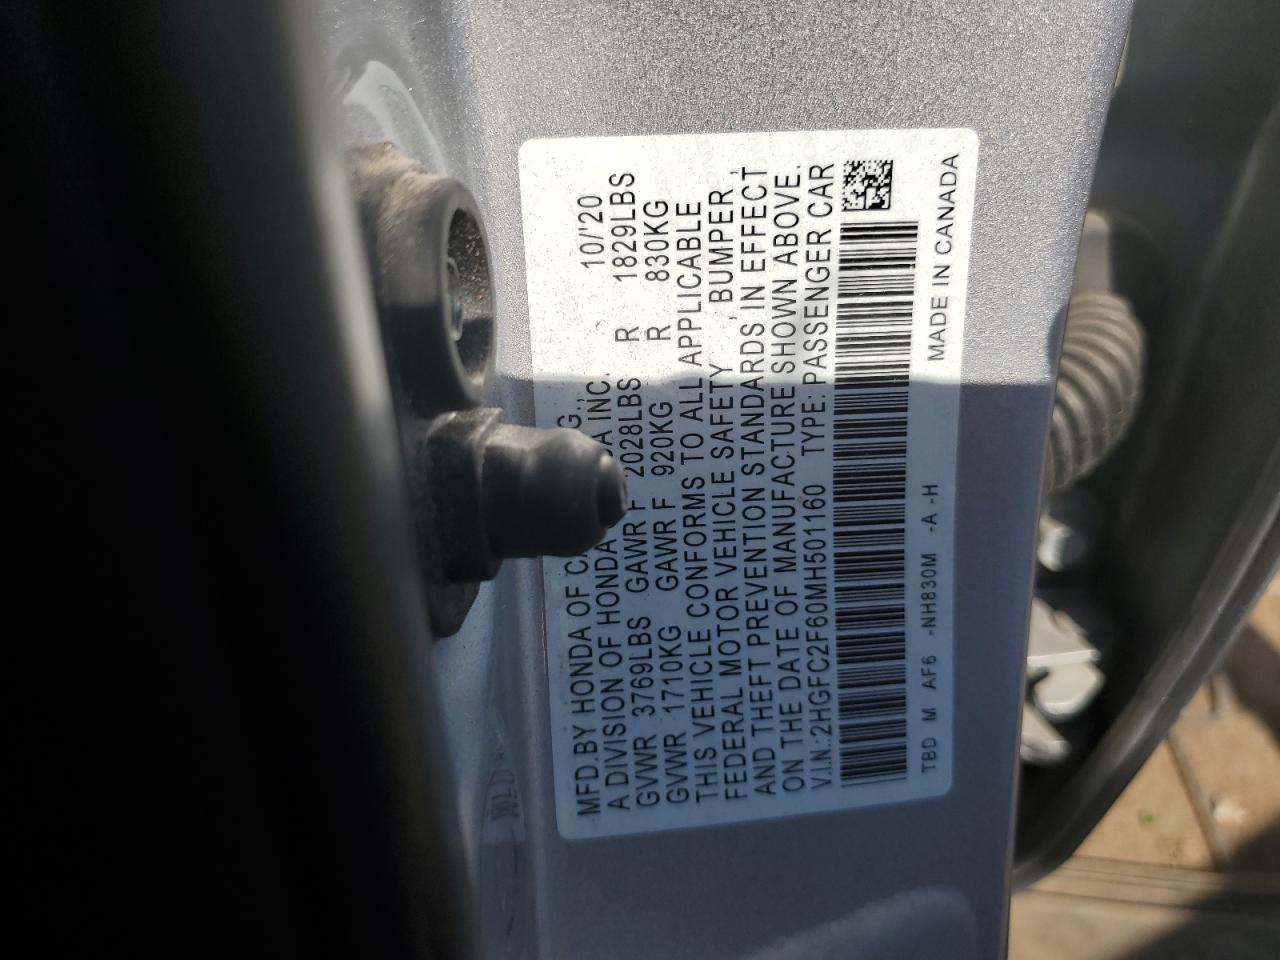 MFD. BY HONDA OF C G., 10/'20
A DIVISION OF HONDA DA INC.
GVWR 3769LBS GAWR F 2028LBS R 1829LBS
GVWR 1710KG GAWR F 920KG R 830KG
THIS VEHICLE CONFORMS TO ALL APPLICABLE
FEDERAL MOTOR VEHICLE SAFETY , BUMPER ,
AND THEFT PREVENTION STANDARDS IN EFFECT
ON THE DATE OF MANUFACTURE SHOWN ABOVE.
V.I.N.:2HGFC2F60MH501160 TYPE: PASSENGER CAR
TBD M AF6 -NH830M -A -H MADE IN CANADA